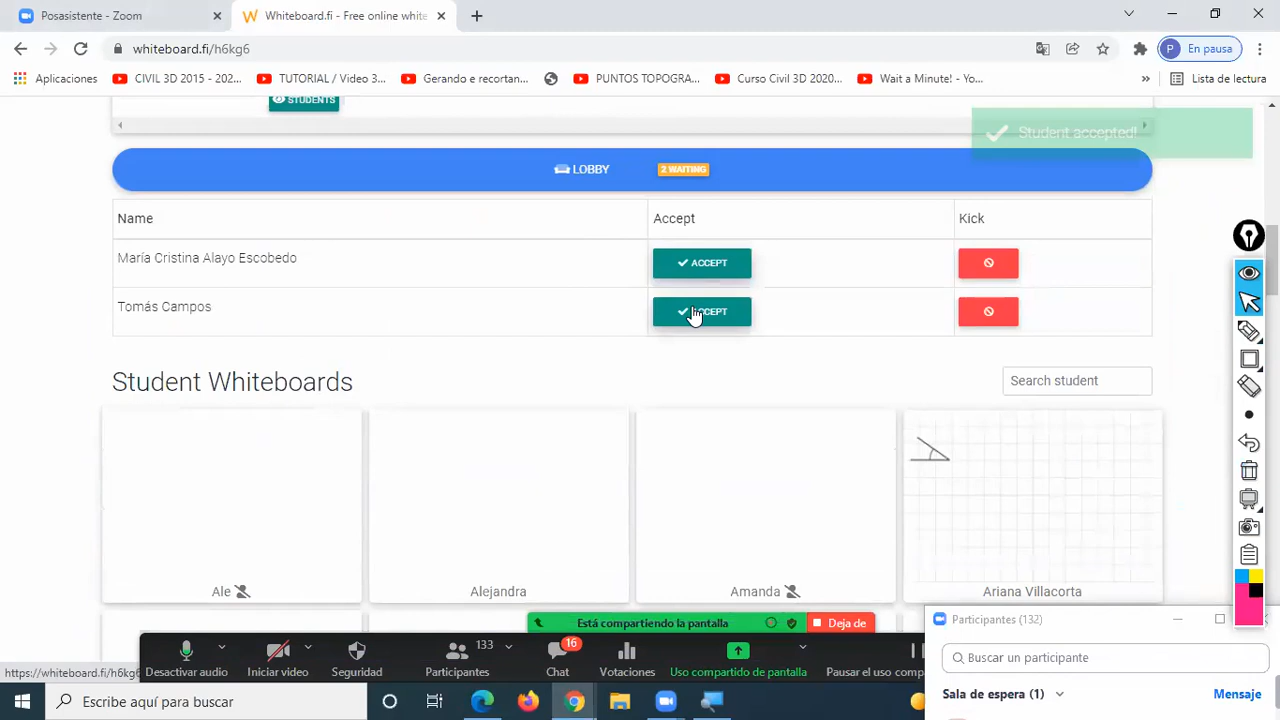 Posasistente - Zoom
Whiteboard.fi - Free online white
whiteboard.fi/h6kg6
En pausa
Aplicaciones
CIVIL 3D 2015 - 202...
TUTORIAL / Video 3...
Gerando e recortan...
PUNTOS TOPOGRA...
Curso Civil 3D 2020...
Wait a Minute! - Yo...
»
Lista de lectura
STUDENTS
Student accepted!
LOBBY
2 WAITING
Name
Accept
Kick
María Cristina Alayo Escobedo
ACCEPT
Tomás Campos
Student Whiteboards
Search student
Ale
Alejandra
Amanda
Ariana Villacorta
Está compartiendo la pantalla
Deja de
Participantes (132)
Desactivar audio
Iniciar video
Seguridad
133
Participantes
16
Chat
Votaciones
Uso compartido de pantalla
Pausar el uso compar
Buscar un participante
https://whiteboard.fi/h6kg6
Sala de espera (1)
Mensaje
Escribe aquí para buscar